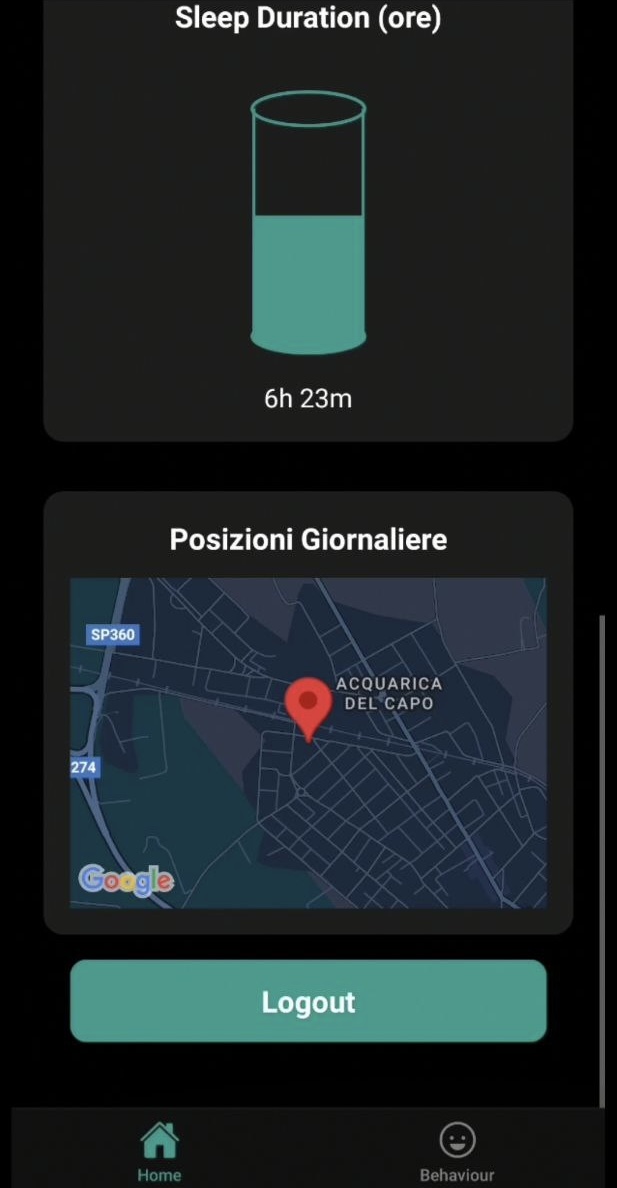 Sleep Duration (ore)
6h 23m
Posizioni Giornaliere
SP360
ACQUARICA
DEL CAPO
274
Google
Logout
Home
Behaviour